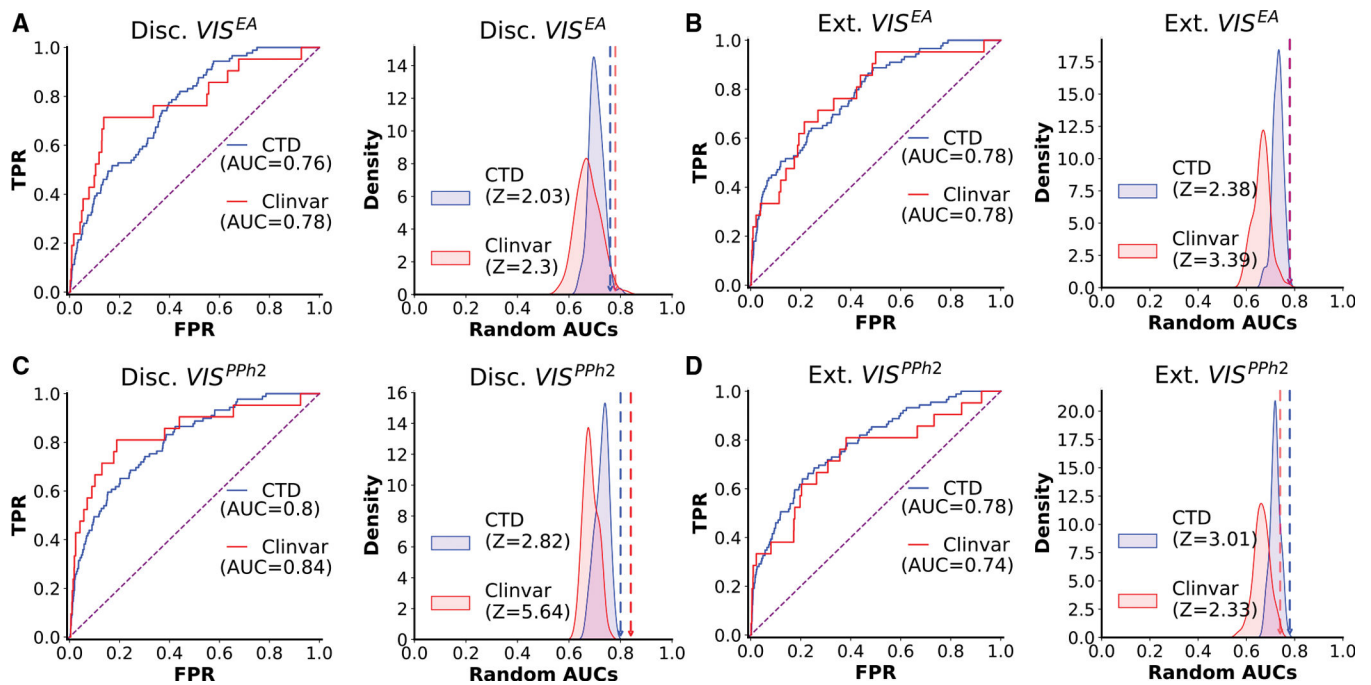 A
Disc. VIS^EA
1.0
0.8
0.6
0.4
0.2
0.0
TPR
CTD
(AUC=0.76)
Clinvar
(AUC=0.78)
0.0 0.2 0.4 0.6 0.8 1.0
FPR
Disc. VIS^EA
14
12
10
8
6
4
2
0
Density
CTD
(Z=2.03)
Clinvar
(Z=2.3)
0.0 0.2 0.4 0.6 0.8 1.0
Random AUCs
B
Ext. VIS^EA
1.0
0.8
0.6
0.4
0.2
0.0
TPR
CTD
(AUC=0.78)
Clinvar
(AUC=0.78)
0.0 0.2 0.4 0.6 0.8 1.0
FPR
Ext. VIS^EA
17.5
15.0
12.5
10.0
7.5
5.0
2.5
0.0
Density
CTD
(Z=2.38)
Clinvar
(Z=3.39)
0.0 0.2 0.4 0.6 0.8 1.0
Random AUCs
C
Disc. VIS^PPh2
1.0
0.8
0.6
0.4
0.2
0.0
TPR
CTD
(AUC=0.8)
Clinvar
(AUC=0.84)
0.0 0.2 0.4 0.6 0.8 1.0
FPR
Disc. VIS^PPh2
16
14
12
10
8
6
4
2
0
Density
CTD
(Z=2.82)
Clinvar
(Z=5.64)
0.0 0.2 0.4 0.6 0.8 1.0
Random AUCs
D
Ext. VIS^PPh2
1.0
0.8
0.6
0.4
0.2
0.0
TPR
CTD
(AUC=0.78)
Clinvar
(AUC=0.74)
0.0 0.2 0.4 0.6 0.8 1.0
FPR
Ext. VIS^PPh2
20.0
17.5
15.0
12.5
10.0
7.5
5.0
2.5
0.0
Density
CTD
(Z=3.01)
Clinvar
(Z=2.33)
0.0 0.2 0.4 0.6 0.8 1.0
Random AUCs